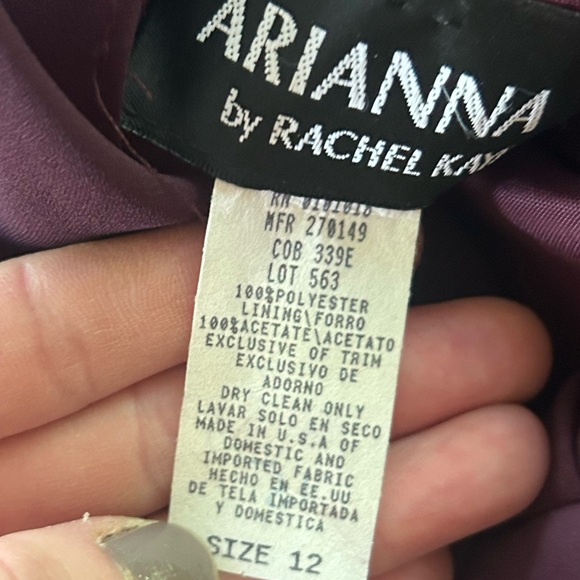 ARIANNA
by RACHEL KAY
RN 0101018
MFR 270149
COB 339E
LOT 563
100%POLYESTER
LINING\FORRO
100%ACETATE\ACETATO
EXCLUSIVE OF TRIM
EXCLUSIVO DE
ADORNO
DRY CLEAN ONLY
LAVAR SOLO EN SECO
MADE IN U.S.A OF
DOMESTIC AND
IMPORTED FABRIC
HECHO EN EE.UU
DE TELA IMPORTADA
Y DOMESTICA
SIZE 12